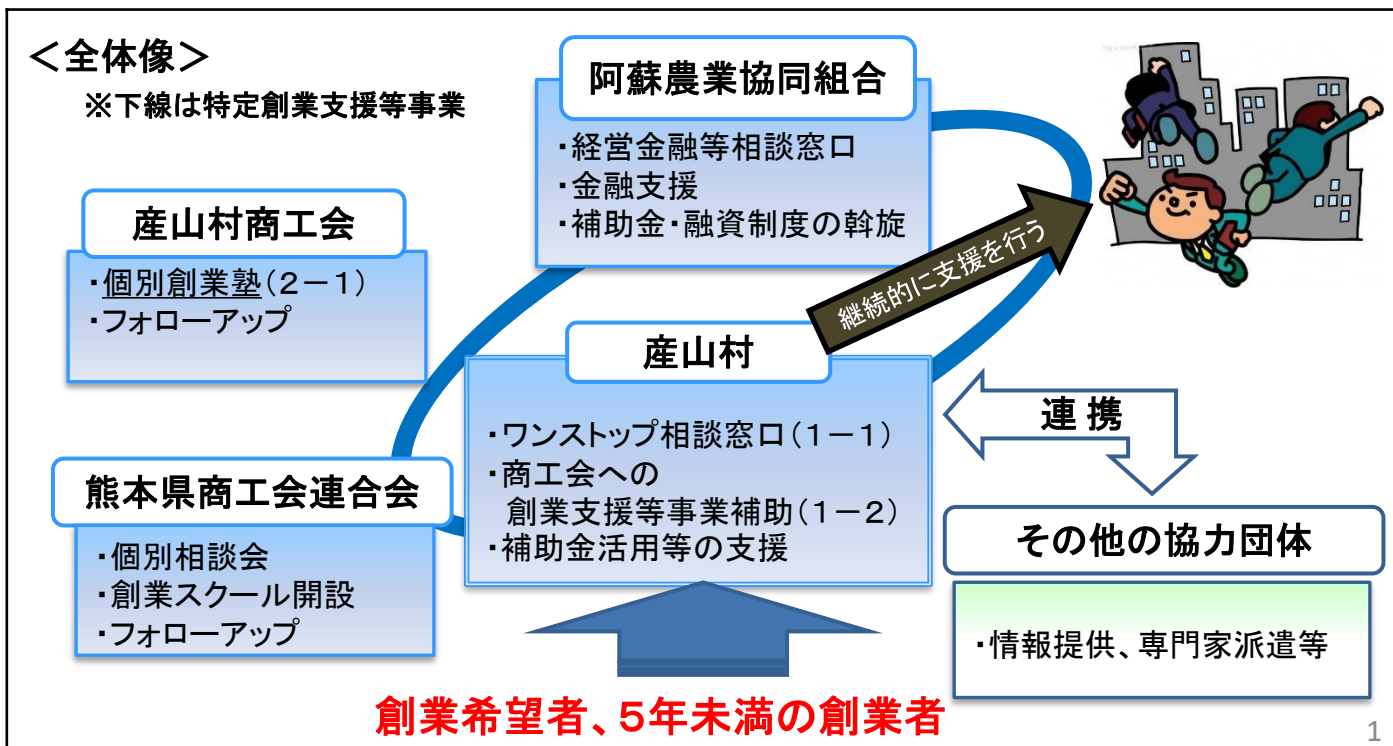 <全体像>
※下線は特定創業支援等事業
阿蘇農業協同組合
・経営金融等相談窓口
・金融支援
・補助金・融資制度の斡旋
産山村商工会
・個別創業塾(2-1)
・フォローアップ
継続的に支援を行う
産山村
・ワンストップ相談窓口(1-1)
・商工会への
創業支援等事業補助(1-2)
・補助金活用等の支援
連 携
熊本県商工会連合会
・個別相談会
・創業スクール開設
・フォローアップ
その他の協力団体
・情報提供、専門家派遣等
創業希望者、5年未満の創業者
1